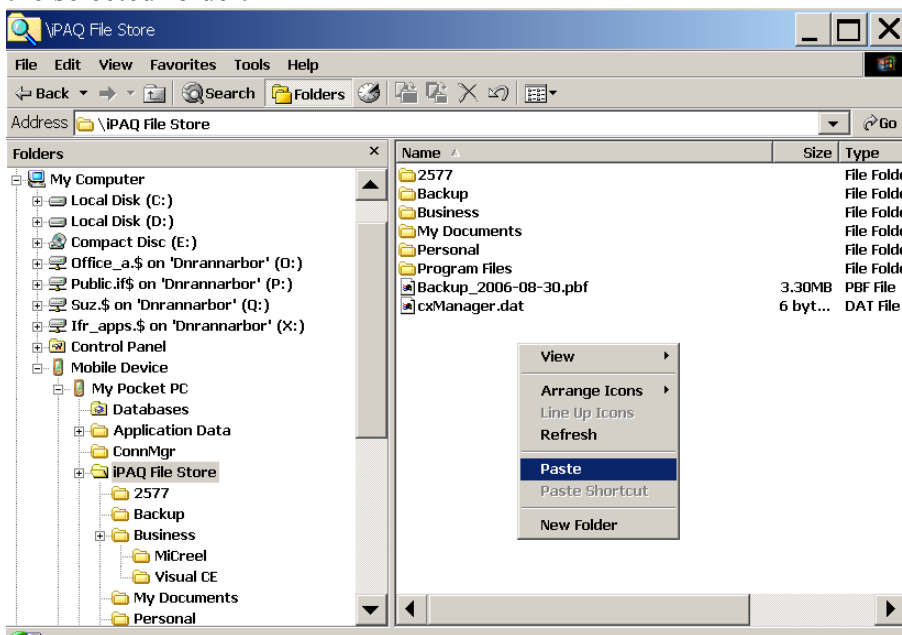 \iPAQ File Store
File Edit View Favorites Tools Help
Back Search Folders
Address \iPAQ File Store Go
Folders ×
My Computer
Local Disk (C:)
Local Disk (D:)
Compact Disc (E:)
Office_a.$ on 'Dnrannarbor' (O:)
Public.if$ on 'Dnrannarbor' (P:)
Suz.$ on 'Dnrannarbor' (Q:)
Ifr_apps.$ on 'Dnrannarbor' (X:)
Control Panel
Mobile Device
My Pocket PC
Databases
Application Data
ConnMgr
iPAQ File Store
2577
Backup
Business
MiCreel
Visual CE
My Documents
Personal
Name Size Type
2577 File Folde
Backup File Folde
Business File Folde
My Documents File Folde
Personal File Folde
Program Files File Folde
Backup_2006-08-30.pbf 3.30MB PBF File
cxManager.dat 6 byt... DAT File
View
Arrange Icons
Line Up Icons
Refresh
Paste
Paste Shortcut
New Folder